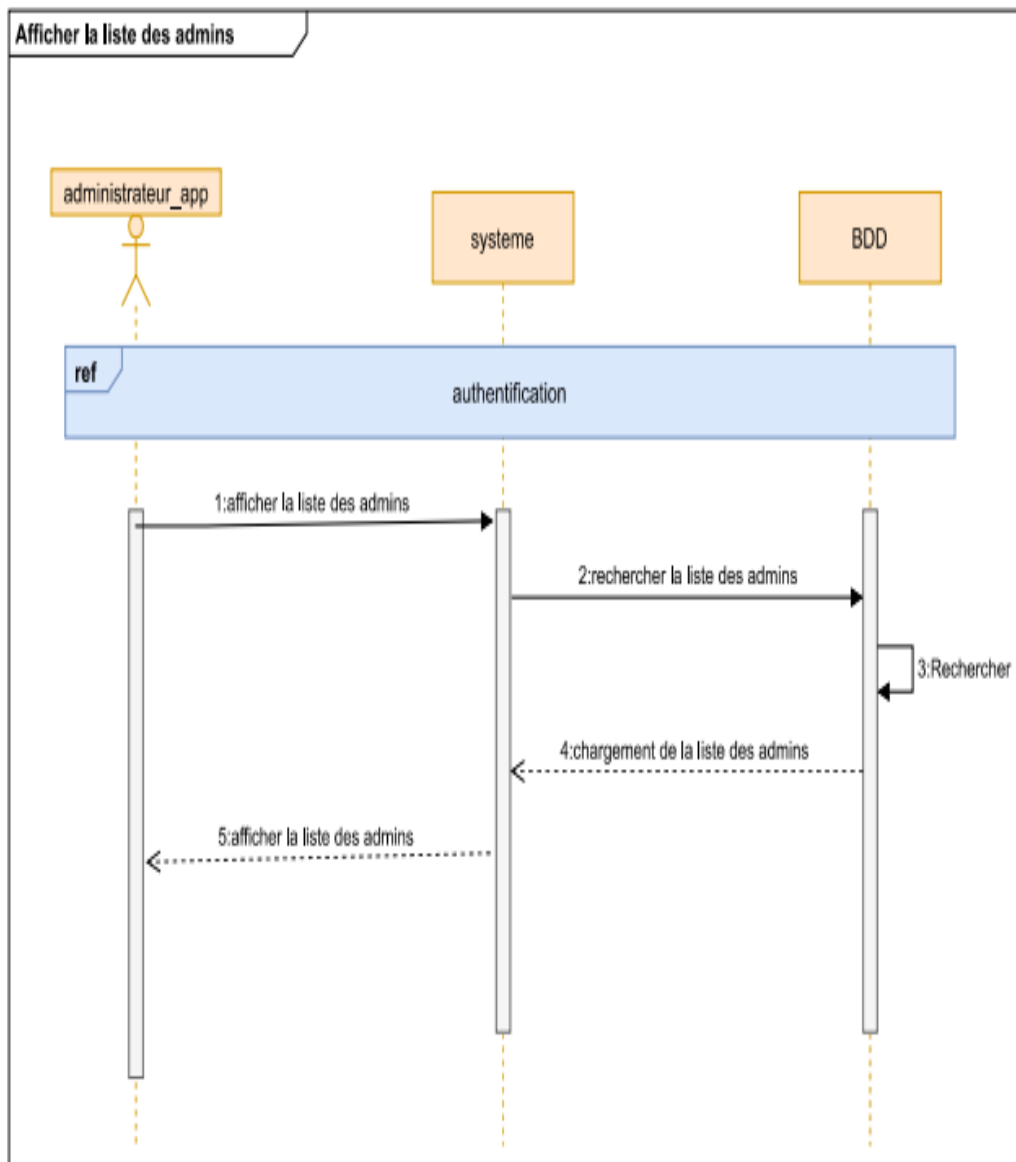 Afficher la liste des admins
administrateur_app
systeme
BDD
ref
authentification
1:afficher la liste des admins
2:rechercher la liste des admins
3:Rechercher
4:chargement de la liste des admins
5:afficher la liste des admins